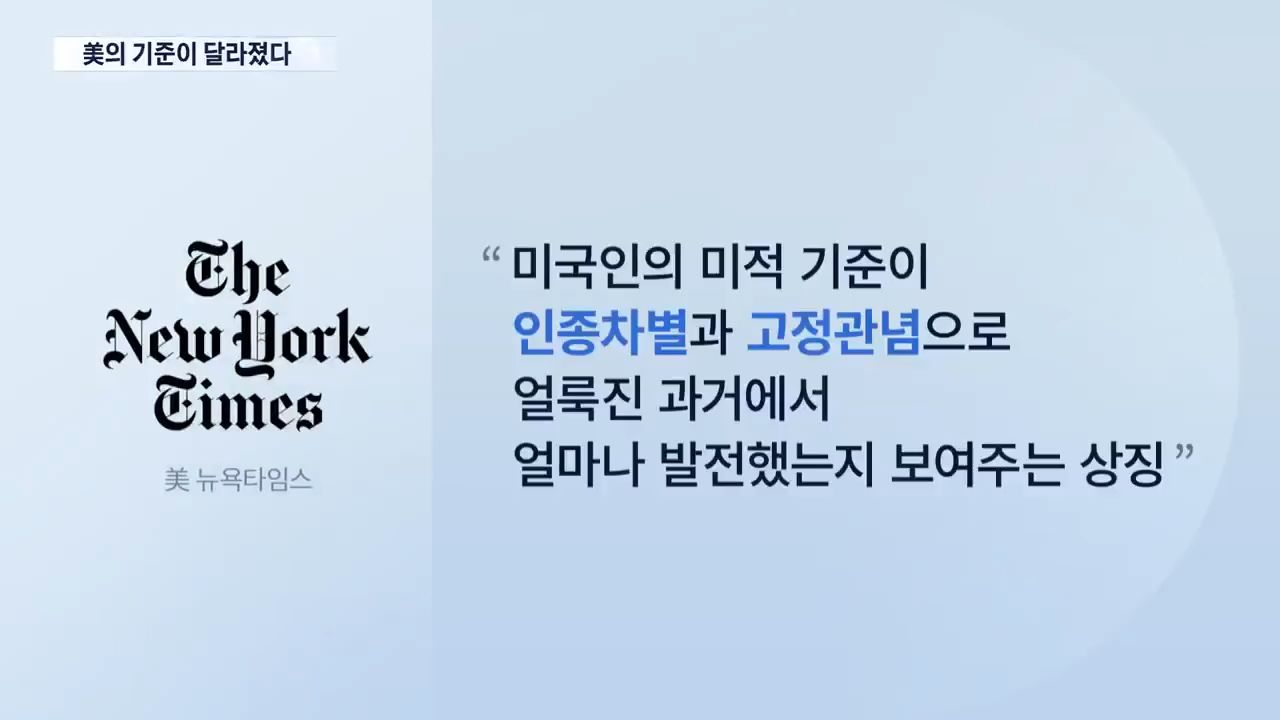 美의 기준이 달라졌다
The
New York
Times
美 뉴욕타임스
“ 미국인의 미적 기준이
인종차별과 고정관념으로
얼룩진 과거에서
얼마나 발전했는지 보여주는 상징 ”